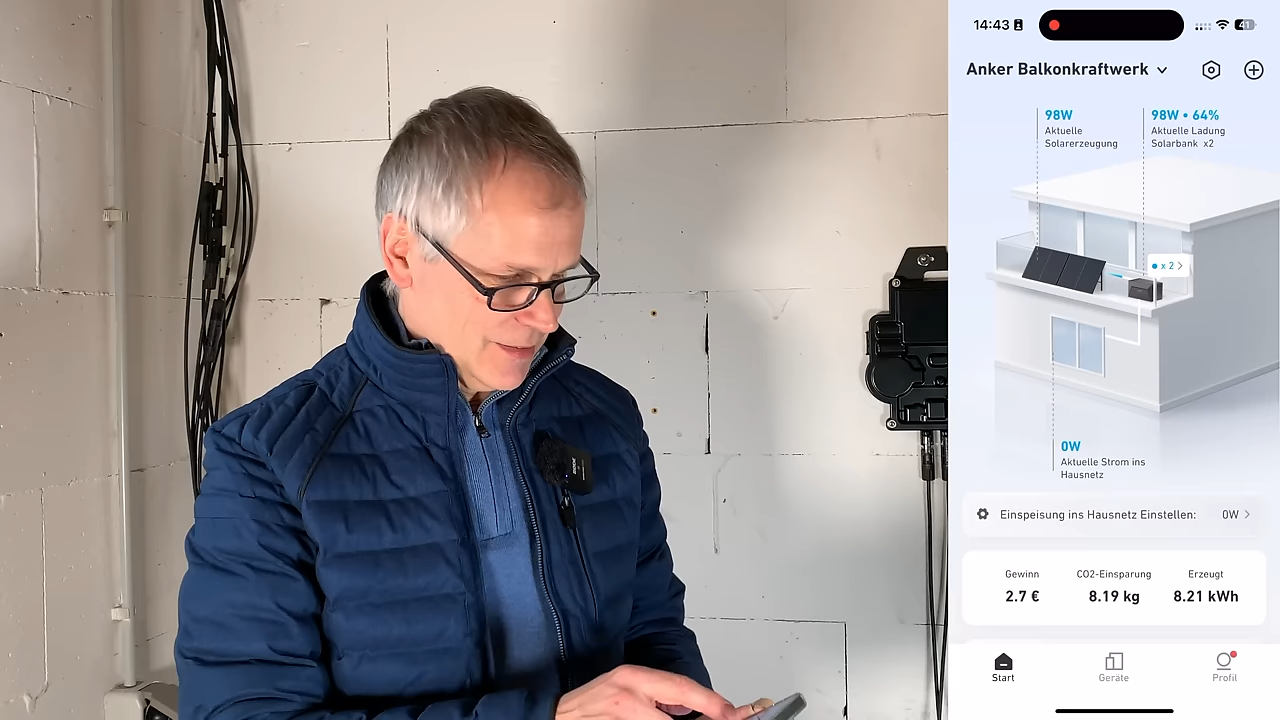 14:43
41
Anker Balkonkraftwerk
98W
Aktuelle
Solarerzeugung
98W • 64%
Aktuelle Ladung
Solarbank x2
x 2
0W
Aktuelle Strom ins
Hausnetz
Einspeisung ins Hausnetz Einstellen: 0W
Gewinn CO2-Einsparung Erzeugt
2.7 € 8.19 kg 8.21 kWh
Start Geräte Profil